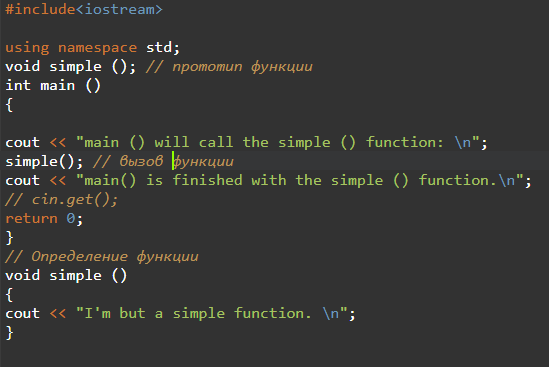 #include<iostream>
using namespace std;
void simple (); // прототип функции
int main ()
{
cout << "main () will call the simple () function: \n";
simple(); // вызов функции
cout << "main() is finished with the simple () function.\n";
// cin.get();
return 0;
}
// Определение функции
void simple ()
{
cout << "I'm but a simple function. \n";
}